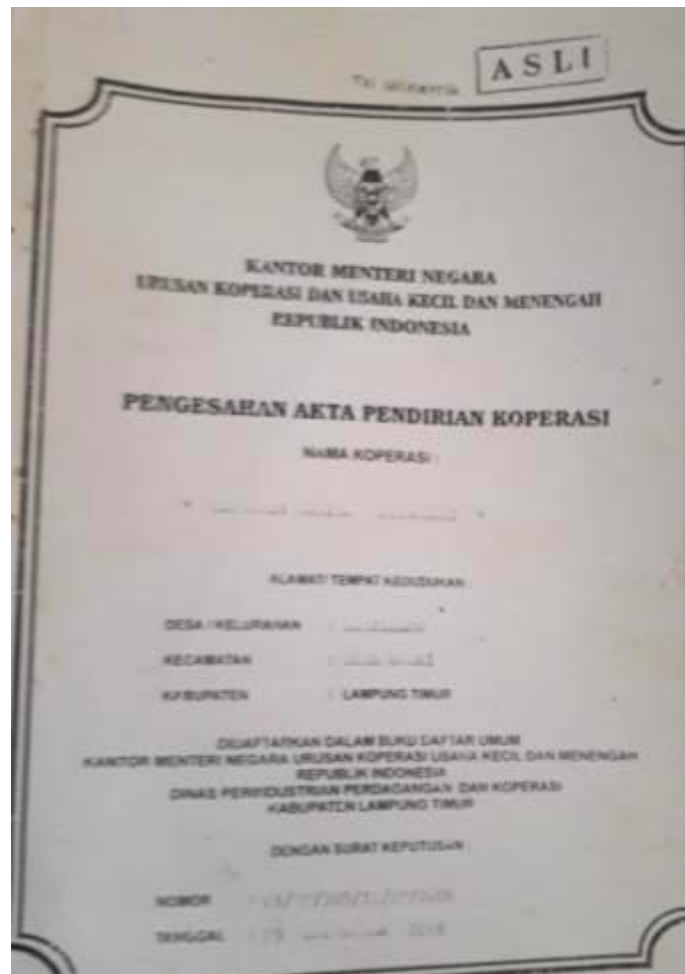 ASLI
KANTOR MENTERI NEGARA
URUSAN KOPERASI DAN USAHA KECIL DAN MENENGAH
REPUBLIK INDONESIA
PENGESAHAN AKTA PENDIRIAN KOPERASI
NAMA KOPERASI :
ALAMAT/ TEMPAT KEDUDUKAN :
DESA / KELURAHAN :
KECAMATAN :
KABUPATEN : LAMPUNG TIMUR
DIDAFTARKAN DALAM BUKU DAFTAR UMUM
KANTOR MENTERI NEGARA URUSAN KOPERASI USAHA KECIL DAN MENENGAH
REPUBLIK INDONESIA
DINAS PERINDUSTRIAN PERDAGANGAN DAN KOPERASI
KABUPATEN LAMPUNG TIMUR
DENGAN SURAT KEPUTUSAN :
NOMOR :
TANGGAL :